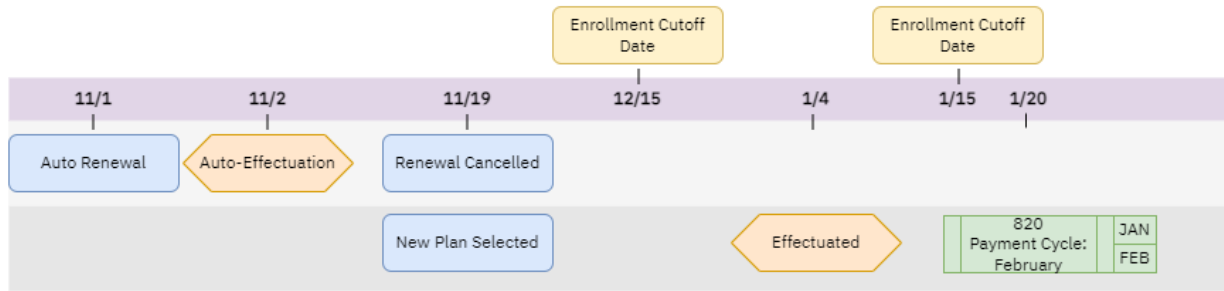 Enrollment Cutoff
Date
Enrollment Cutoff
Date
11/1
11/2
11/19
12/15
1/4
1/15
1/20
Auto Renewal
Auto-Effectuation
Renewal Cancelled
New Plan Selected
Effectuated
820
Payment Cycle:
February
JAN
FEB